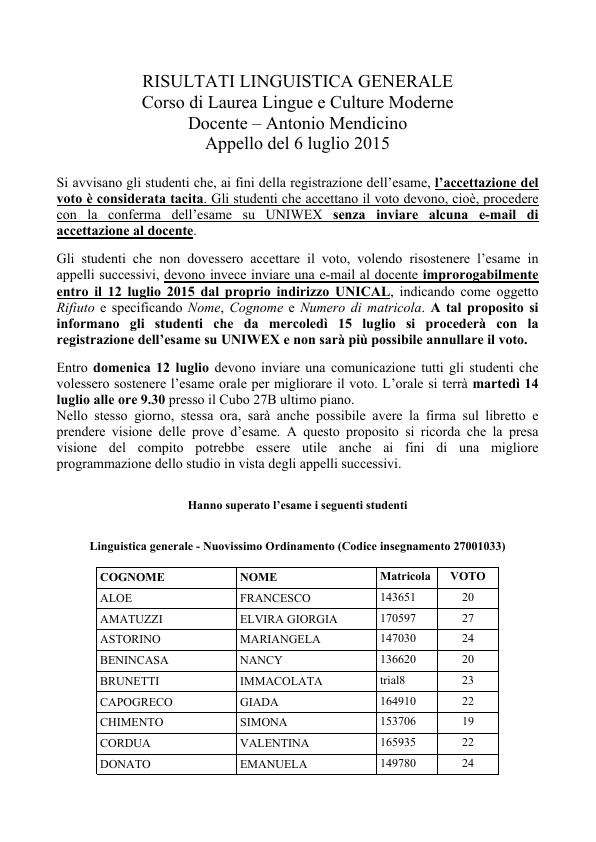 RISULTATI LINGUISTICA GENERALE
Corso di Laurea Lingue e Culture Moderne
Docente – Antonio Mendicino
Appello del 6 luglio 2015
Si avvisano gli studenti che, ai fini della registrazione dell’esame, l’accettazione del
voto è considerata tacita. Gli studenti che accettano il voto devono, cioè, procedere
con la conferma dell’esame su UNIWEX senza inviare alcuna e-mail di
accettazione al docente.
Gli studenti che non dovessero accettare il voto, volendo risostenere l’esame in
appelli successivi, devono invece inviare una e-mail al docente improrogabilmente
entro il 12 luglio 2015 dal proprio indirizzo UNICAL, indicando come oggetto
Rifiuto e specificando Nome, Cognome e Numero di matricola. A tal proposito si
informano gli studenti che da mercoledì 15 luglio si procederà con la
registrazione dell’esame su UNIWEX e non sarà più possibile annullare il voto.
Entro domenica 12 luglio devono inviare una comunicazione tutti gli studenti che
volessero sostenere l’esame orale per migliorare il voto. L’orale si terrà martedì 14
luglio alle ore 9.30 presso il Cubo 27B ultimo piano.
Nello stesso giorno, stessa ora, sarà anche possibile avere la firma sul libretto e
prendere visione delle prove d’esame. A questo proposito si ricorda che la presa
visione del compito potrebbe essere utile anche ai fini di una migliore
programmazione dello studio in vista degli appelli successivi.
Hanno superato l’esame i seguenti studenti
Linguistica generale - Nuovissimo Ordinamento (Codice insegnamento 27001033)
COGNOME NOME Matricola VOTO
ALOE FRANCESCO 143651 20
AMATUZZI ELVIRA GIORGIA 170597 27
ASTORINO MARIANGELA 147030 24
BENINCASA NANCY 136620 20
BRUNETTI IMMACOLATA trial8 23
CAPOGRECO GIADA 164910 22
CHIMENTO SIMONA 153706 19
CORDUA VALENTINA 165935 22
DONATO EMANUELA 149780 24